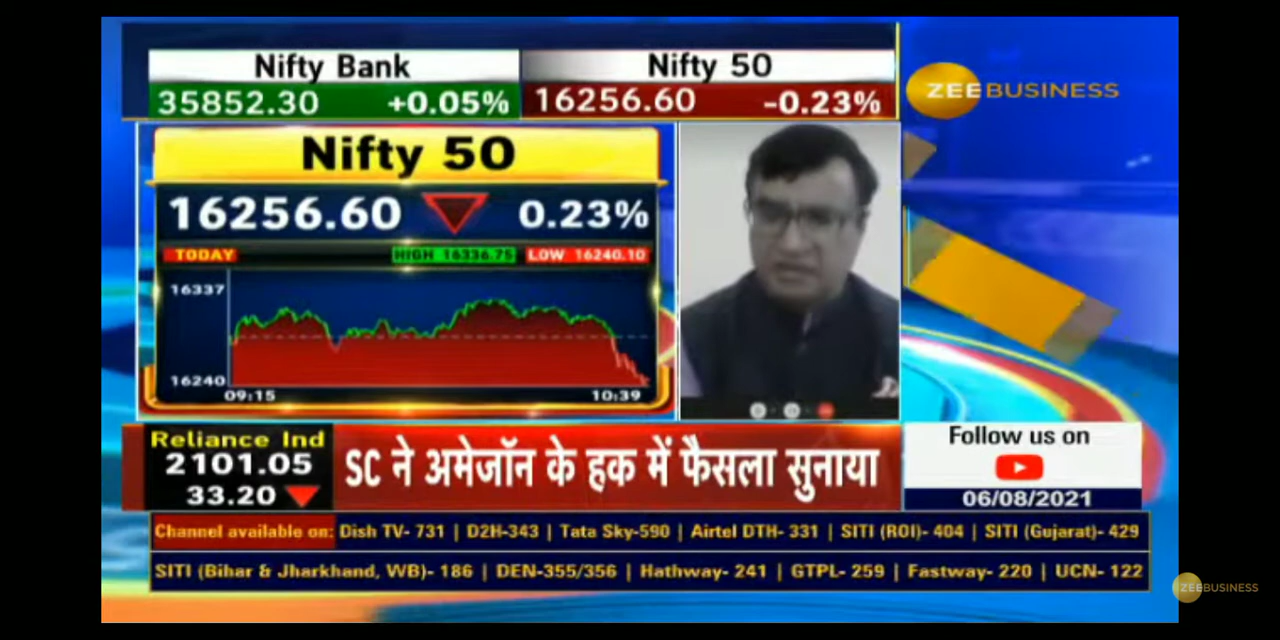 Nifty Bank
35852.30 +0.05%
Nifty 50
16256.60 -0.23%
ZEE BUSINESS
Nifty 50
16256.60 0.23%
TODAY HIGH 16336.75 LOW 16240.10
16337
16240
09:15 10:39
Reliance Ind
2101.05
33.20
SC ने अमेजॉन के हक में फैसला सुनाया
Follow us on
06/08/2021
Channel available on: Dish TV- 731 | D2H-343 | Tata Sky-590 | Airtel DTH- 331 | SITI (ROI)- 404 | SITI (Gujarat)- 429
SITI (Bihar & Jharkhand, WB)- 186 | DEN-355/356 | Hathway- 241 | GTPL- 259 | Fastway- 220 | UCN- 122
ZEE BUSINESS